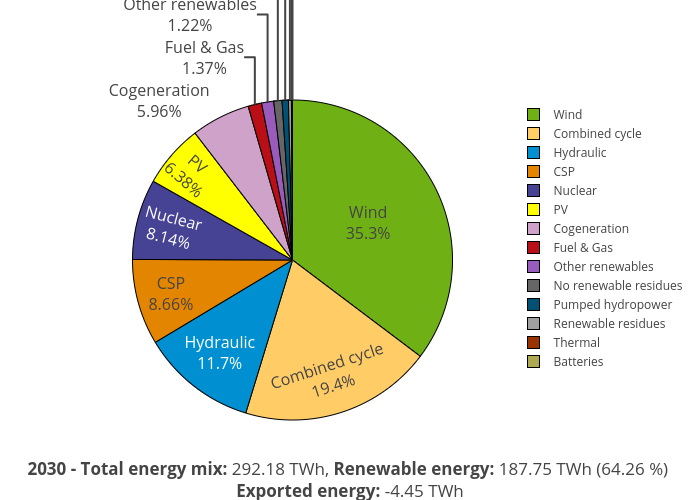 Other renewables
1.22%
Fuel & Gas
1.37%
Cogeneration
5.96%
PV
6.38%
Nuclear
8.14%
CSP
8.66%
Hydraulic
11.7%
Combined cycle
19.4%
Wind
35.3%
Wind
Combined cycle
Hydraulic
CSP
Nuclear
PV
Cogeneration
Fuel & Gas
Other renewables
No renewable residues
Pumped hydropower
Renewable residues
Thermal
Batteries
2030 - Total energy mix: 292.18 TWh, Renewable energy: 187.75 TWh (64.26 %)
Exported energy: -4.45 TWh